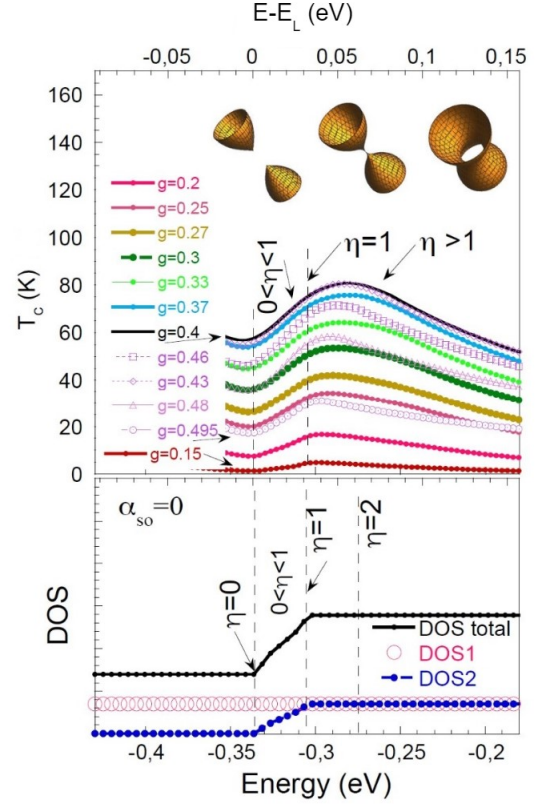 E-E_L (eV)
-0,05 0 0,05 0,1 0,15
160
140
120
100
80
60
40
20
0
T_c (K)
g=0.2
g=0.25
g=0.27
g=0.3
g=0.33
g=0.37
g=0.4
g=0.46
g=0.43
g=0.48
g=0.495
g=0.15
0<η<1
η=1
η >1
α_so=0
η=0
0<η<1
η=1
η=2
DOS
DOS total
DOS1
DOS2
-0,4 -0,35 -0,3 -0,25 -0,2
Energy (eV)